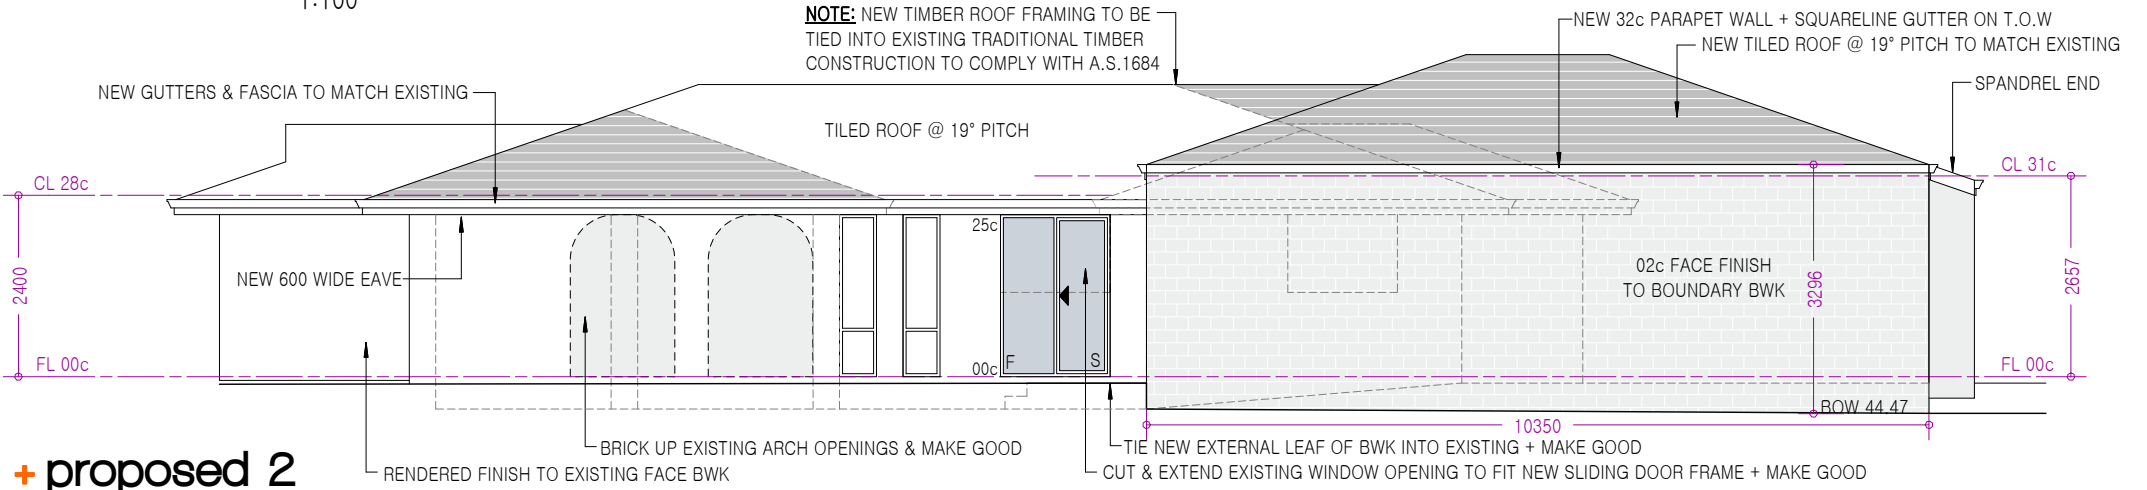 1:100
NOTE: NEW TIMBER ROOF FRAMING TO BE
TIED INTO EXISTING TRADITIONAL TIMBER
CONSTRUCTION TO COMPLY WITH A.S.1684
NEW 32c PARAPET WALL + SQUARELINE GUTTER ON T.O.W
NEW TILED ROOF @ 19° PITCH TO MATCH EXISTING
SPANDREL END
NEW GUTTERS & FASCIA TO MATCH EXISTING
TILED ROOF @ 19° PITCH
CL 28c
CL 31c
25c
NEW 600 WIDE EAVE
2400
02c FACE FINISH
TO BOUNDARY BWK
3296
2657
FL 00c
00c
F
S
FL 00c
BOW 44.47
10350
BRICK UP EXISTING ARCH OPENINGS & MAKE GOOD
TIE NEW EXTERNAL LEAF OF BWK INTO EXISTING + MAKE GOOD
RENDERED FINISH TO EXISTING FACE BWK
CUT & EXTEND EXISTING WINDOW OPENING TO FIT NEW SLIDING DOOR FRAME + MAKE GOOD
+ proposed 2